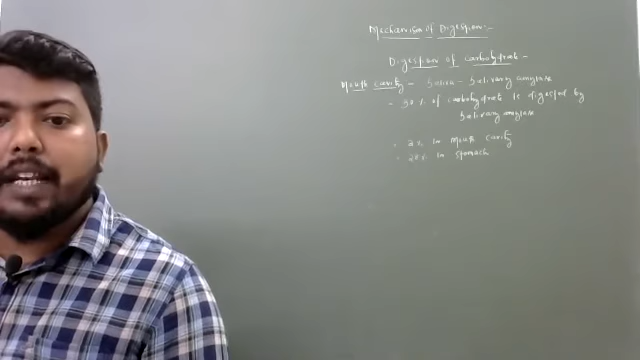 Mechanism of Digestion:-
Digestion of carbohydrate -
Mouth cavity - Saliva - Salivary amylase
- 30% of carbohydrate is digested by
Salivary amylase
- 2% in mouth cavity
- 28% in stomach